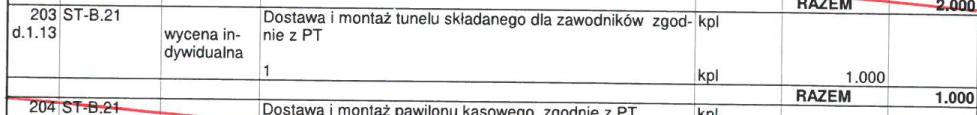 RAZEM 2.000
203 ST-B.21 Dostawa i montaż tunelu składanego dla zawodników zgod- kpl
d.1.13 wycena in- nie z PT
dywidualna
1 kpl 1.000
RAZEM 1.000
204 ST-B.21 Dostawa i montaż pawilonu kasowego zgodnie z PT kpl